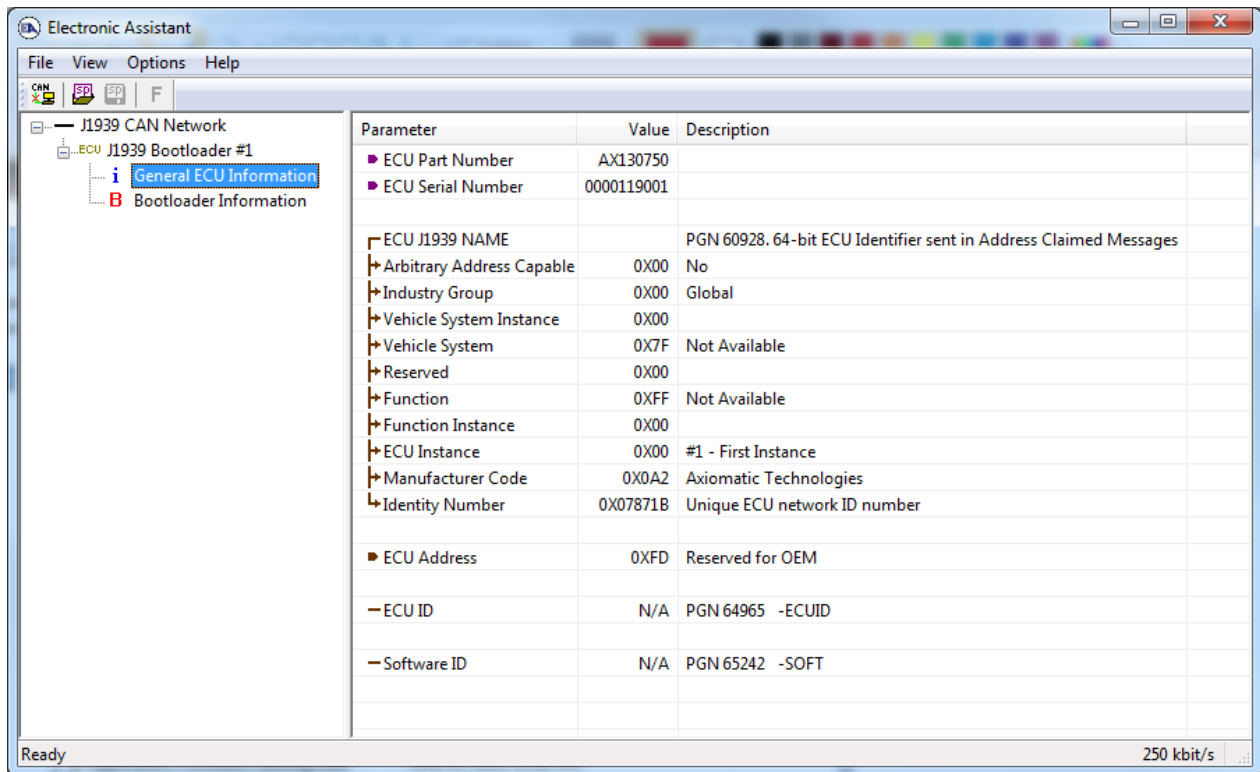 Electronic Assistant
File View Options Help
CAN SP SP F
J1939 CAN Network
ECU J1939 Bootloader #1
i General ECU Information
B Bootloader Information
Parameter Value Description
ECU Part Number AX130750
ECU Serial Number 0000119001
ECU J1939 NAME PGN 60928. 64-bit ECU Identifier sent in Address Claimed Messages
Arbitrary Address Capable 0X00 No
Industry Group 0X00 Global
Vehicle System Instance 0X00
Vehicle System 0X7F Not Available
Reserved 0X00
Function 0XFF Not Available
Function Instance 0X00
ECU Instance 0X00 #1 - First Instance
Manufacturer Code 0X0A2 Axiomatic Technologies
Identity Number 0X07871B Unique ECU network ID number
ECU Address 0XFD Reserved for OEM
ECU ID N/A PGN 64965 -ECUID
Software ID N/A PGN 65242 -SOFT
Ready 250 kbit/s